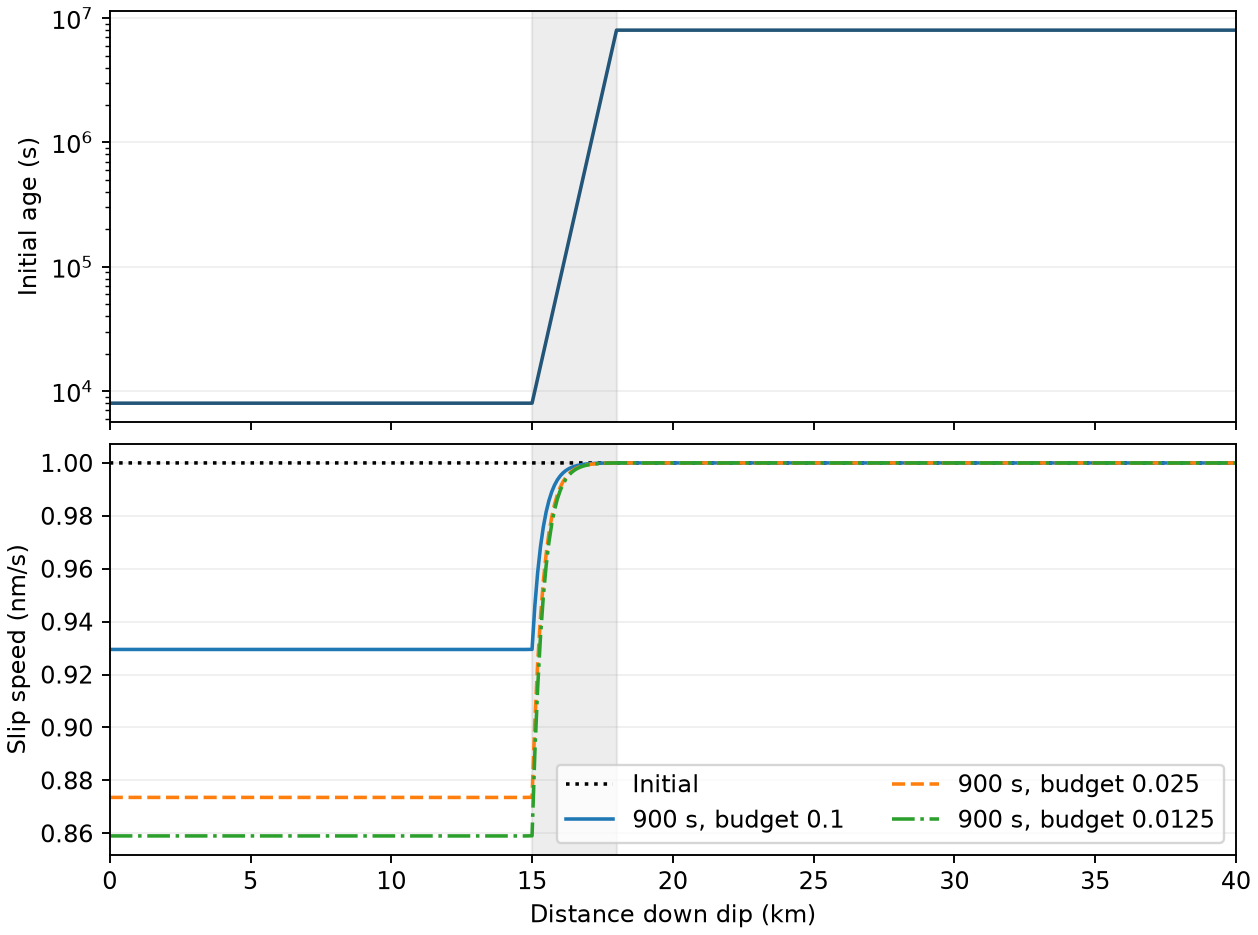 10⁷
10⁶
10⁵
10⁴
Initial age (s)
1.00
0.98
0.96
0.94
0.92
0.90
0.88
0.86
Slip speed (nm/s)
Initial
900 s, budget 0.1
900 s, budget 0.025
900 s, budget 0.0125
0 5 10 15 20 25 30 35 40
Distance down dip (km)